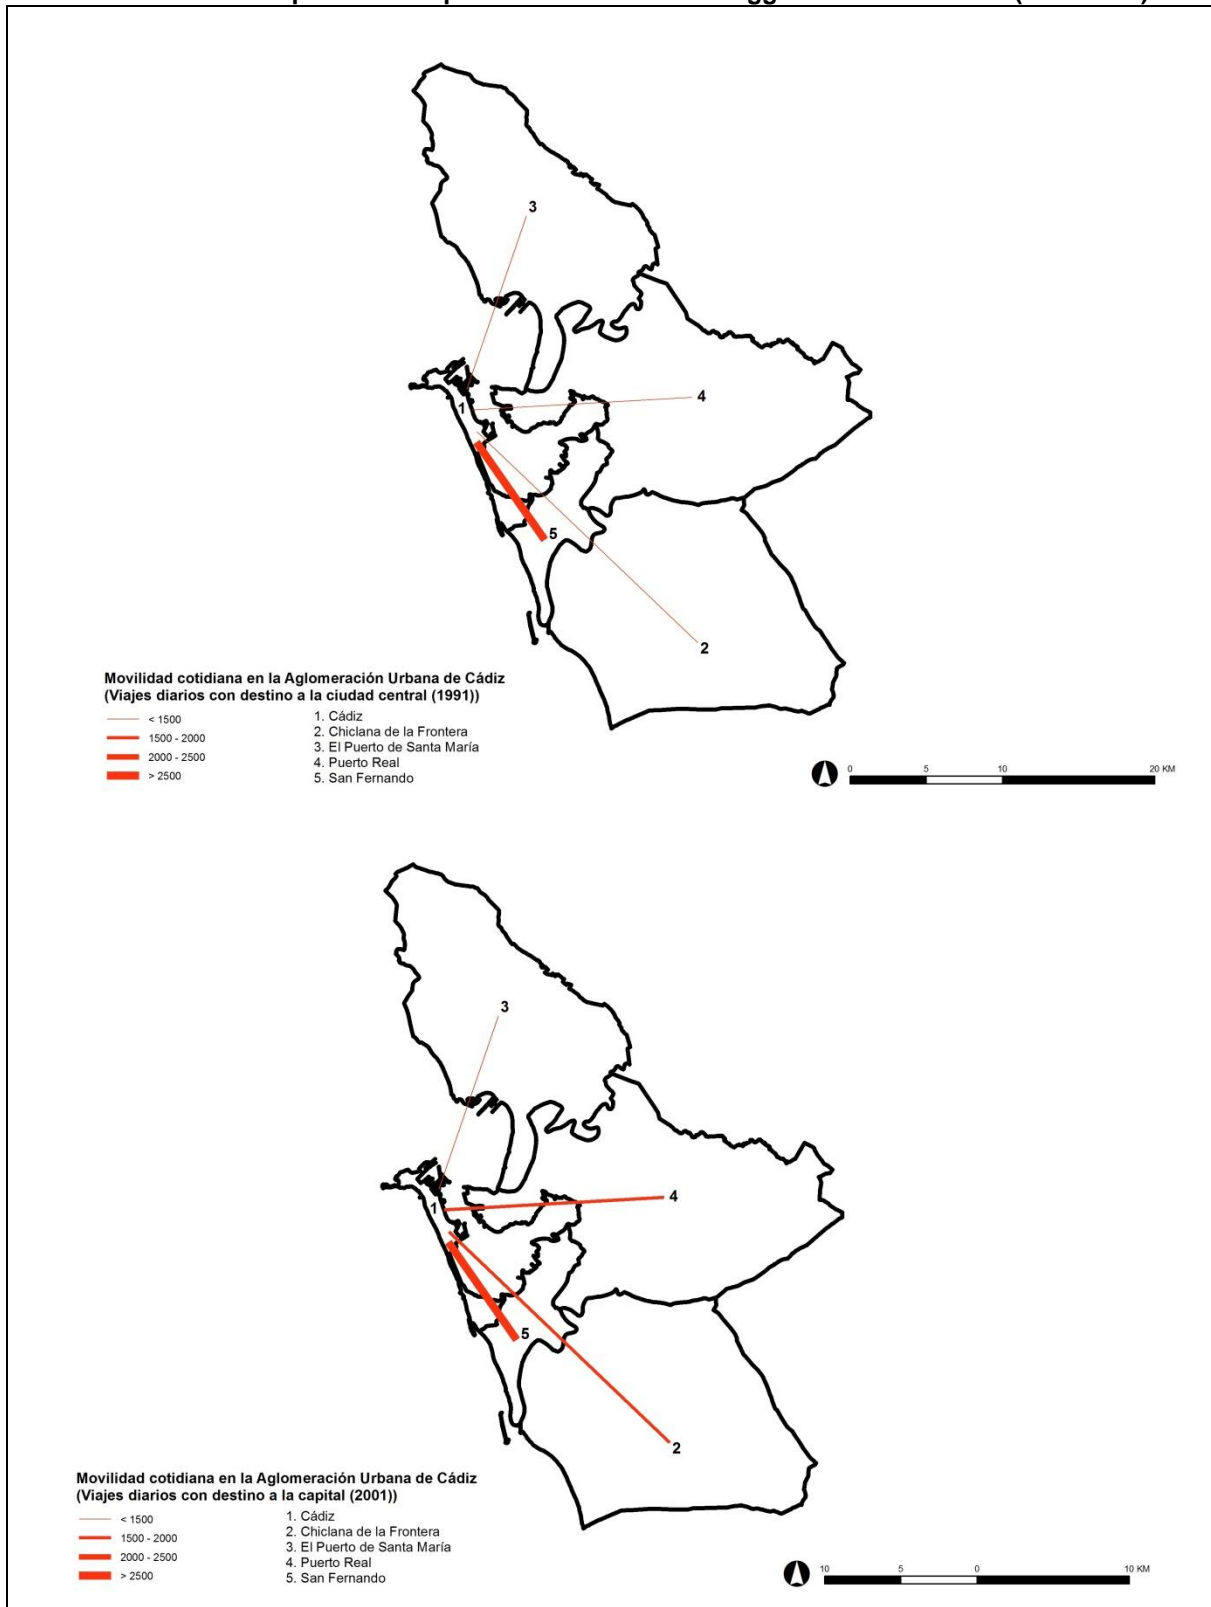 3
1
4
5
2
Movilidad cotidiana en la Aglomeración Urbana de Cádiz
(Viajes diarios con destino a la ciudad central (1991))
< 1500
1500 - 2000
2000 - 2500
> 2500
1. Cádiz
2. Chiclana de la Frontera
3. El Puerto de Santa María
4. Puerto Real
5. San Fernando
0 5 10 20 KM
3
1
4
5
2
Movilidad cotidiana en la Aglomeración Urbana de Cádiz
(Viajes diarios con destino a la capital (2001))
< 1500
1500 - 2000
2000 - 2500
> 2500
1. Cádiz
2. Chiclana de la Frontera
3. El Puerto de Santa María
4. Puerto Real
5. San Fernando
10 5 0 10 KM